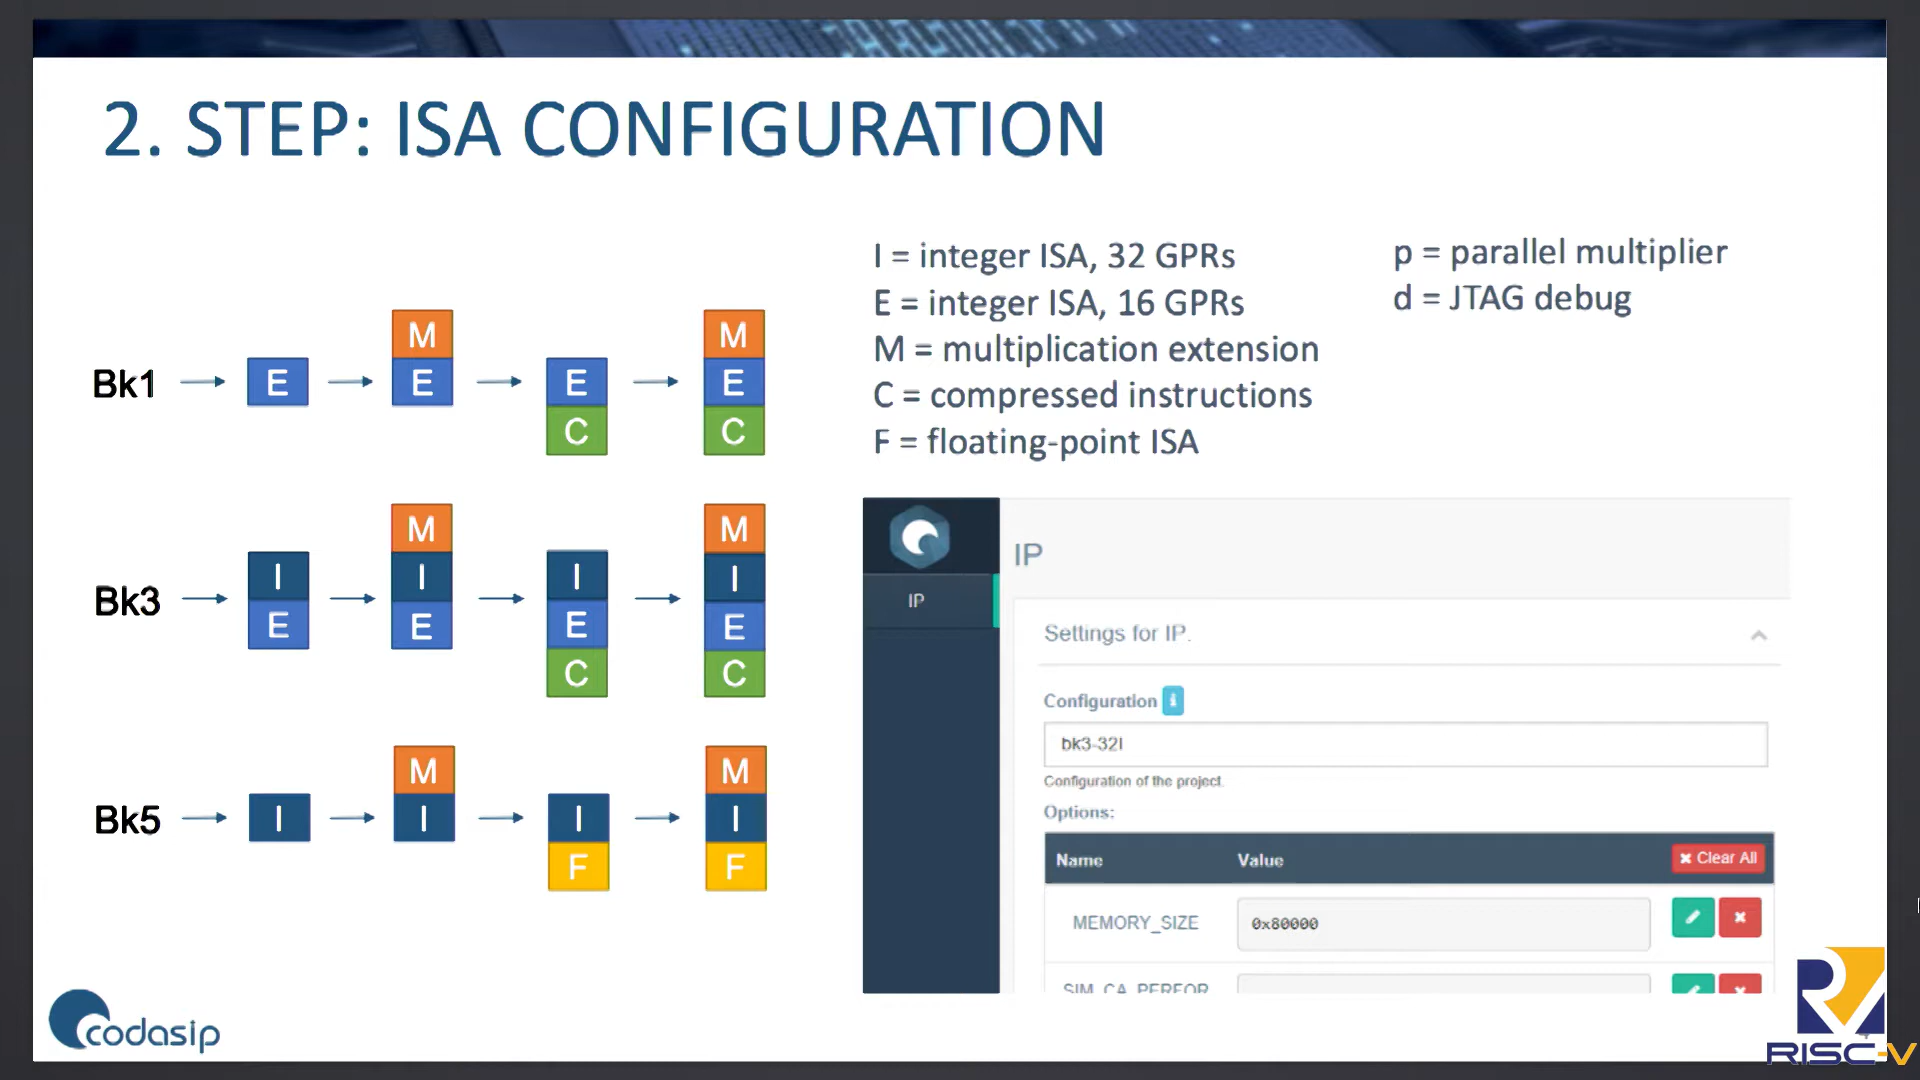 2. STEP: ISA CONFIGURATION
I = integer ISA, 32 GPRs
E = integer ISA, 16 GPRs
M = multiplication extension
C = compressed instructions
F = floating-point ISA
p = parallel multiplier
d = JTAG debug
Bk1
E
M
E
E
C
M
E
C
Bk3
I
E
M
I
E
I
E
C
M
I
E
C
Bk5
I
M
I
I
F
M
I
F
IP
IP
Settings for IP.
Configuration i
bk3-32I
Configuration of the project.
Options:
Name Value Clear All
MEMORY_SIZE 0x80000
SIM_CA_PERFOR
codasip
RISC-V